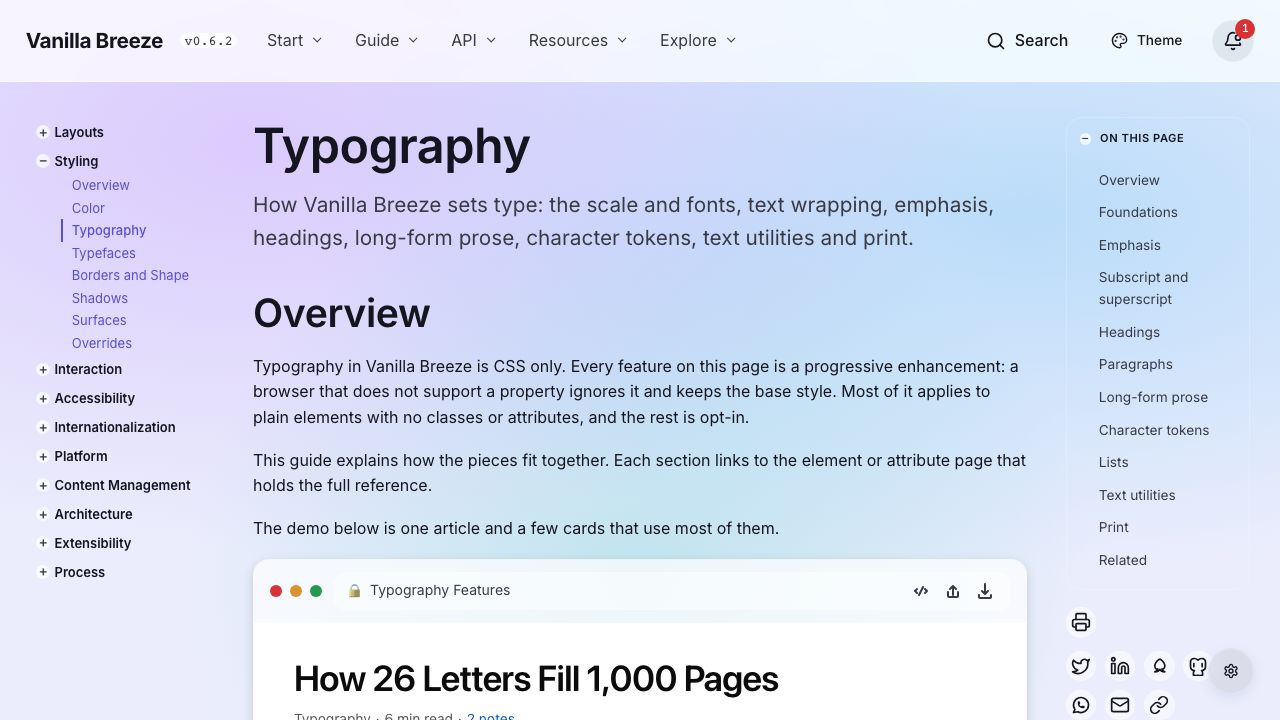 Vanilla Breeze
v0.6.2
Start
Guide
API
Resources
Explore
Search
Theme
1
Layouts
Styling
Overview
Color
Typography
Typefaces
Borders and Shape
Shadows
Surfaces
Overrides
Interaction
Accessibility
Internationalization
Platform
Content Management
Architecture
Extensibility
Process
Typography
How Vanilla Breeze sets type: the scale and fonts, text wrapping, emphasis,
headings, long-form prose, character tokens, text utilities and print.
Overview
Typography in Vanilla Breeze is CSS only. Every feature on this page is a progressive enhancement: a
browser that does not support a property ignores it and keeps the base style. Most of it applies to
plain elements with no classes or attributes, and the rest is opt-in.
This guide explains how the pieces fit together. Each section links to the element or attribute page that
holds the full reference.
The demo below is one article and a few cards that use most of them.
Typography Features
How 26 Letters Fill 1,000 Pages
Typography · 6 min read · 2 notes
ON THIS PAGE
Overview
Foundations
Emphasis
Subscript and
superscript
Headings
Paragraphs
Long-form prose
Character tokens
Lists
Text utilities
Print
Related